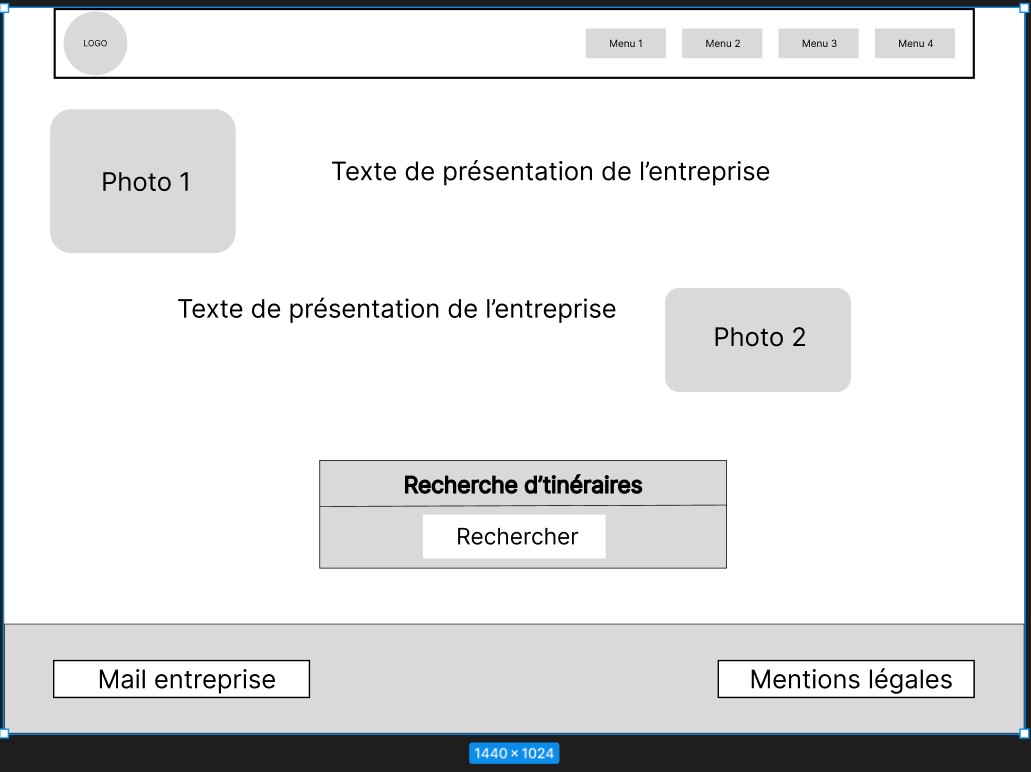 LOGO
Menu 1
Menu 2
Menu 3
Menu 4
Photo 1
Texte de présentation de l’entreprise
Texte de présentation de l’entreprise
Photo 2
Recherche d’tinéraires
Rechercher
Mail entreprise
Mentions légales
1440 × 1024